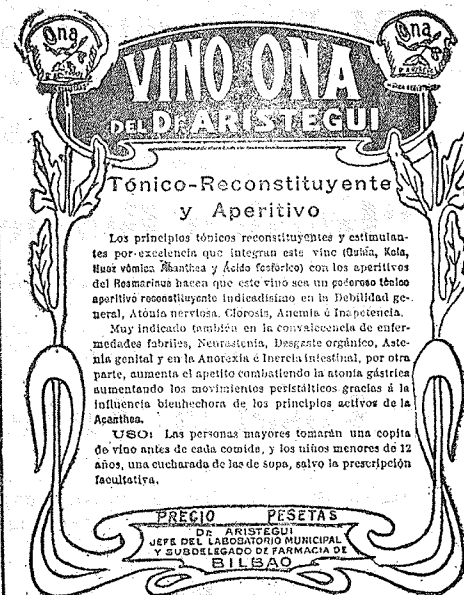 Ona
Ona
VINO ONA
DEL Dr. ARISTEGUI
Tónico-Reconstituyente
y Aperitivo
Los principios tónicos reconstituyentes y estimulan-
tes por excelencia que integran este vino (Quina, Kola,
Nuez vómica Akanthea y Ácido fosfórico) con los aperitivos
del Rosmarinus hacen que este vino sea un poderoso tónico
aperitivo reconstituyente indicadísimo en la Debilidad ge-
neral, Atonía nerviosa, Clorosis, Anemia é Inapetencia.
Muy indicado también en la convalecencia de enfer-
medades febriles, Neurastenia, Desgaste orgánico, Aste-
nia genital y en la Anorexia é Inercia intestinal, por otra
parte, aumenta el apetito combatiendo la atonía gástrica
aumentando los movimientos peristálticos gracias á la
influencia bienhechora de los principios activos de la
Acanthea.
USO: Las personas mayores tomarán una copita
de vino antes de cada comida, y los niños menores de 12
años, una cucharada de las de sopa, salvo la prescripción
facultativa.
PRECIO PESETAS
Dr. ARISTEGUI
JEFE DEL LABORATORIO MUNICIPAL
Y SUBDELEGADO DE FARMACIA DE
BILBAO